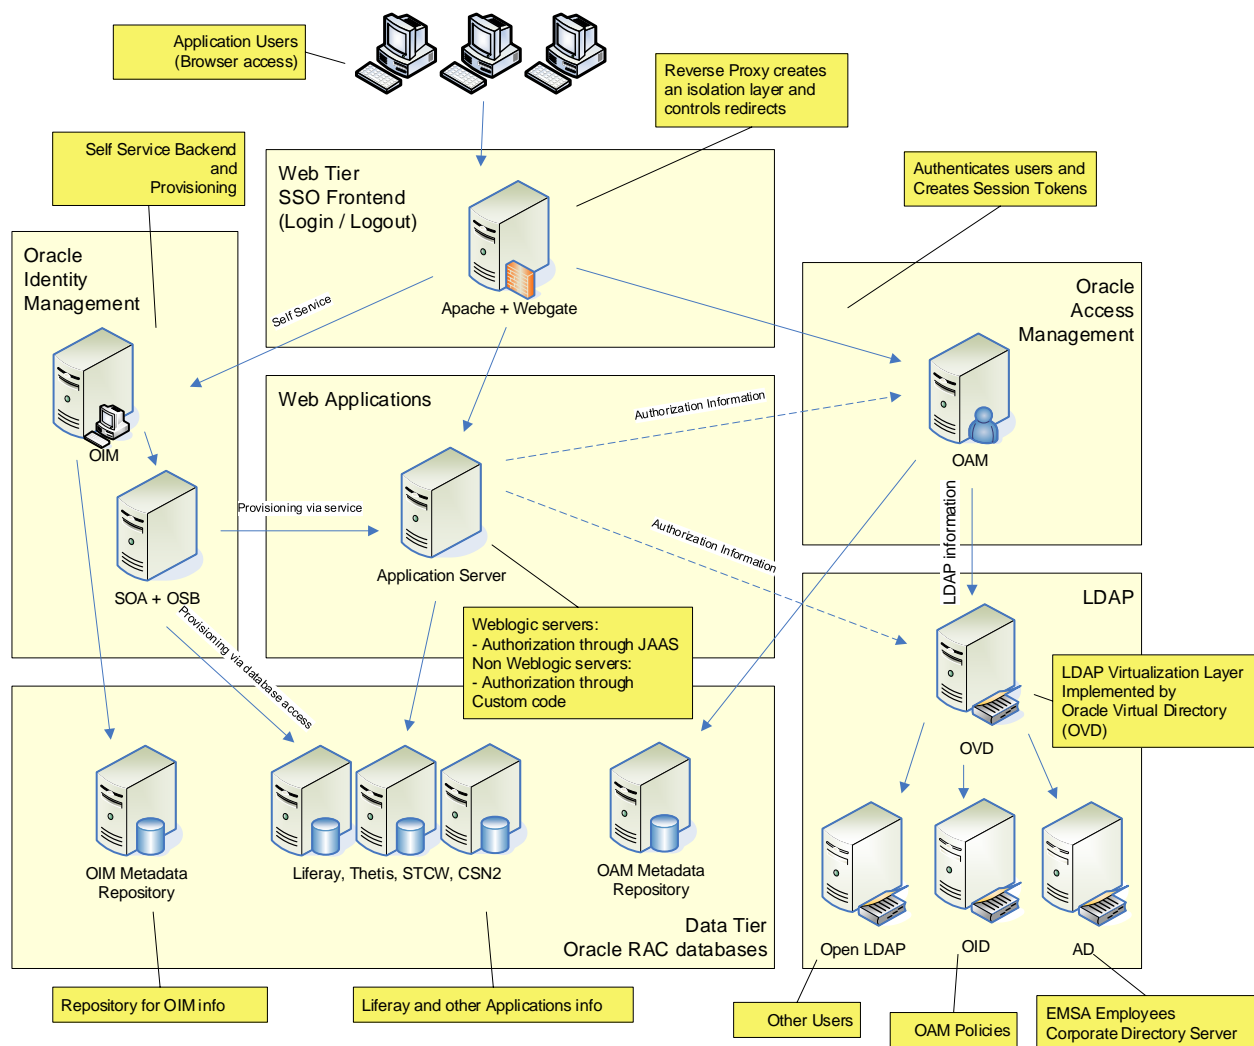 Application Users
(Browser access)
Reverse Proxy creates
an isolation layer and
controls redirects
Self Service Backend
and
Provisioning
Web Tier
SSO Frontend
(Login / Logout)
Authenticates users and
Creates Session Tokens
Oracle
Identity
Management
Apache + Webgate
Self Service
Oracle
Access
Management
OIM
Web Applications
Authorization Information
OAM
SOA + OSB
Provisioning via service
Application Server
Authorization Information
LDAP information
LDAP
Provisioning via database access
Weblogic servers:
- Authorization through JAAS
Non Weblogic servers:
- Authorization through
Custom code
LDAP Virtualization Layer
Implemented by
Oracle Virtual Directory
(OVD)
OVD
OIM Metadata
Repository
Liferay, Thetis, STCW, CSN2
OAM Metadata
Repository
Data Tier
Oracle RAC databases
Open LDAP
OID
AD
Repository for OIM info
Liferay and other Applications info
Other Users
OAM Policies
EMSA Employees
Corporate Directory Server